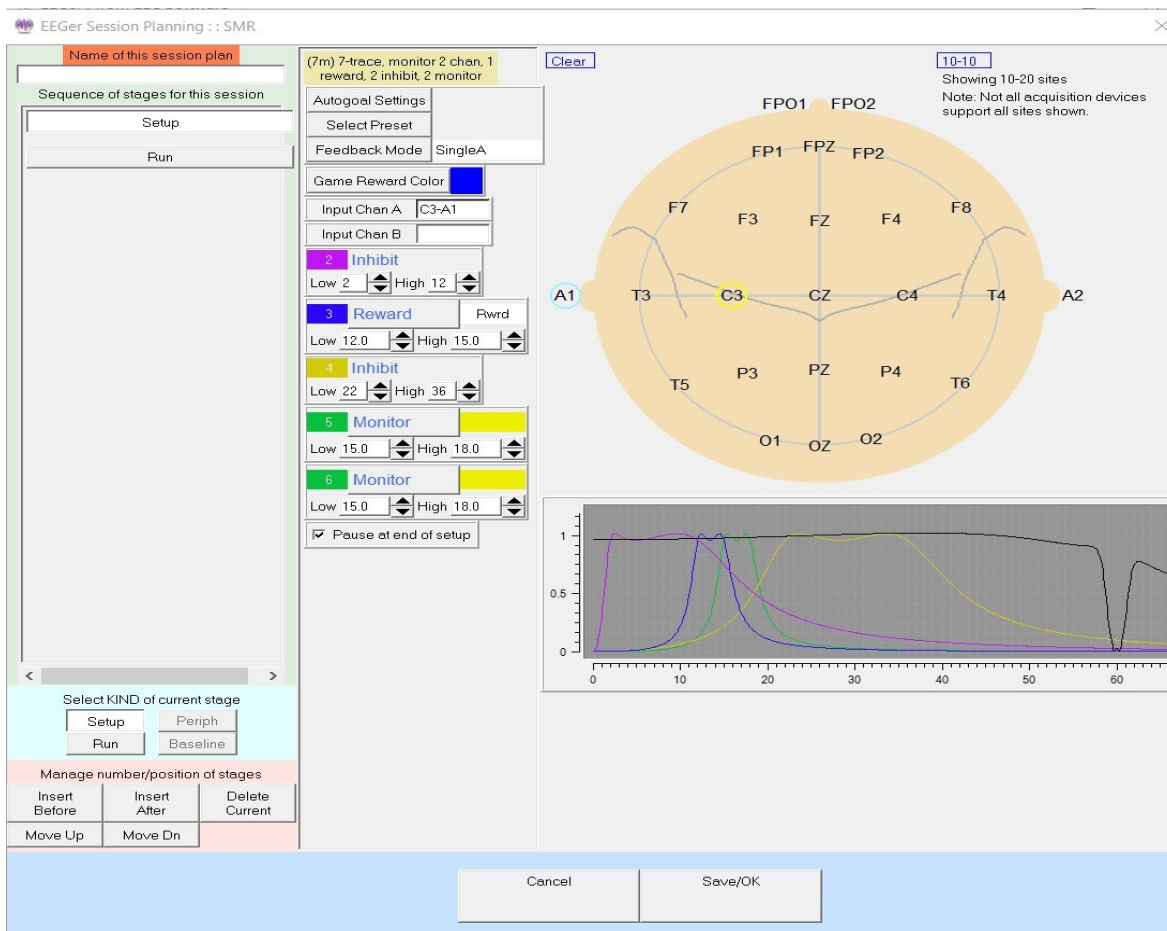 EEGer Session Planning : : SMR
Name of this session plan
Sequence of stages for this session
Setup
Run
Select KIND of current stage
Setup Periph
Run Baseline
Manage number/position of stages
Insert Before Insert After Delete Current
Move Up Move Dn
(7m) 7-trace, monitor 2 chan, 1
reward, 2 inhibit, 2 monitor
Autogoal Settings
Select Preset
Feedback Mode SingleA
Game Reward Color
Input Chan A C3-A1
Input Chan B
2 Inhibit
Low 2 High 12
3 Reward Rwrd
Low 12.0 High 15.0
4 Inhibit
Low 22 High 36
5 Monitor
Low 15.0 High 18.0
6 Monitor
Low 15.0 High 18.0
Pause at end of setup
Clear
10-10
Showing 10-20 sites
Note: Not all acquisition devices
support all sites shown.
FPO1 FPO2
FP1 FPZ FP2
F7 F3 FZ F4 F8
A1 T3 C3 CZ C4 T4 A2
T5 P3 PZ P4 T6
O1 OZ O2
1
0.5
0
0 10 20 30 40 50 60
Cancel Save/OK